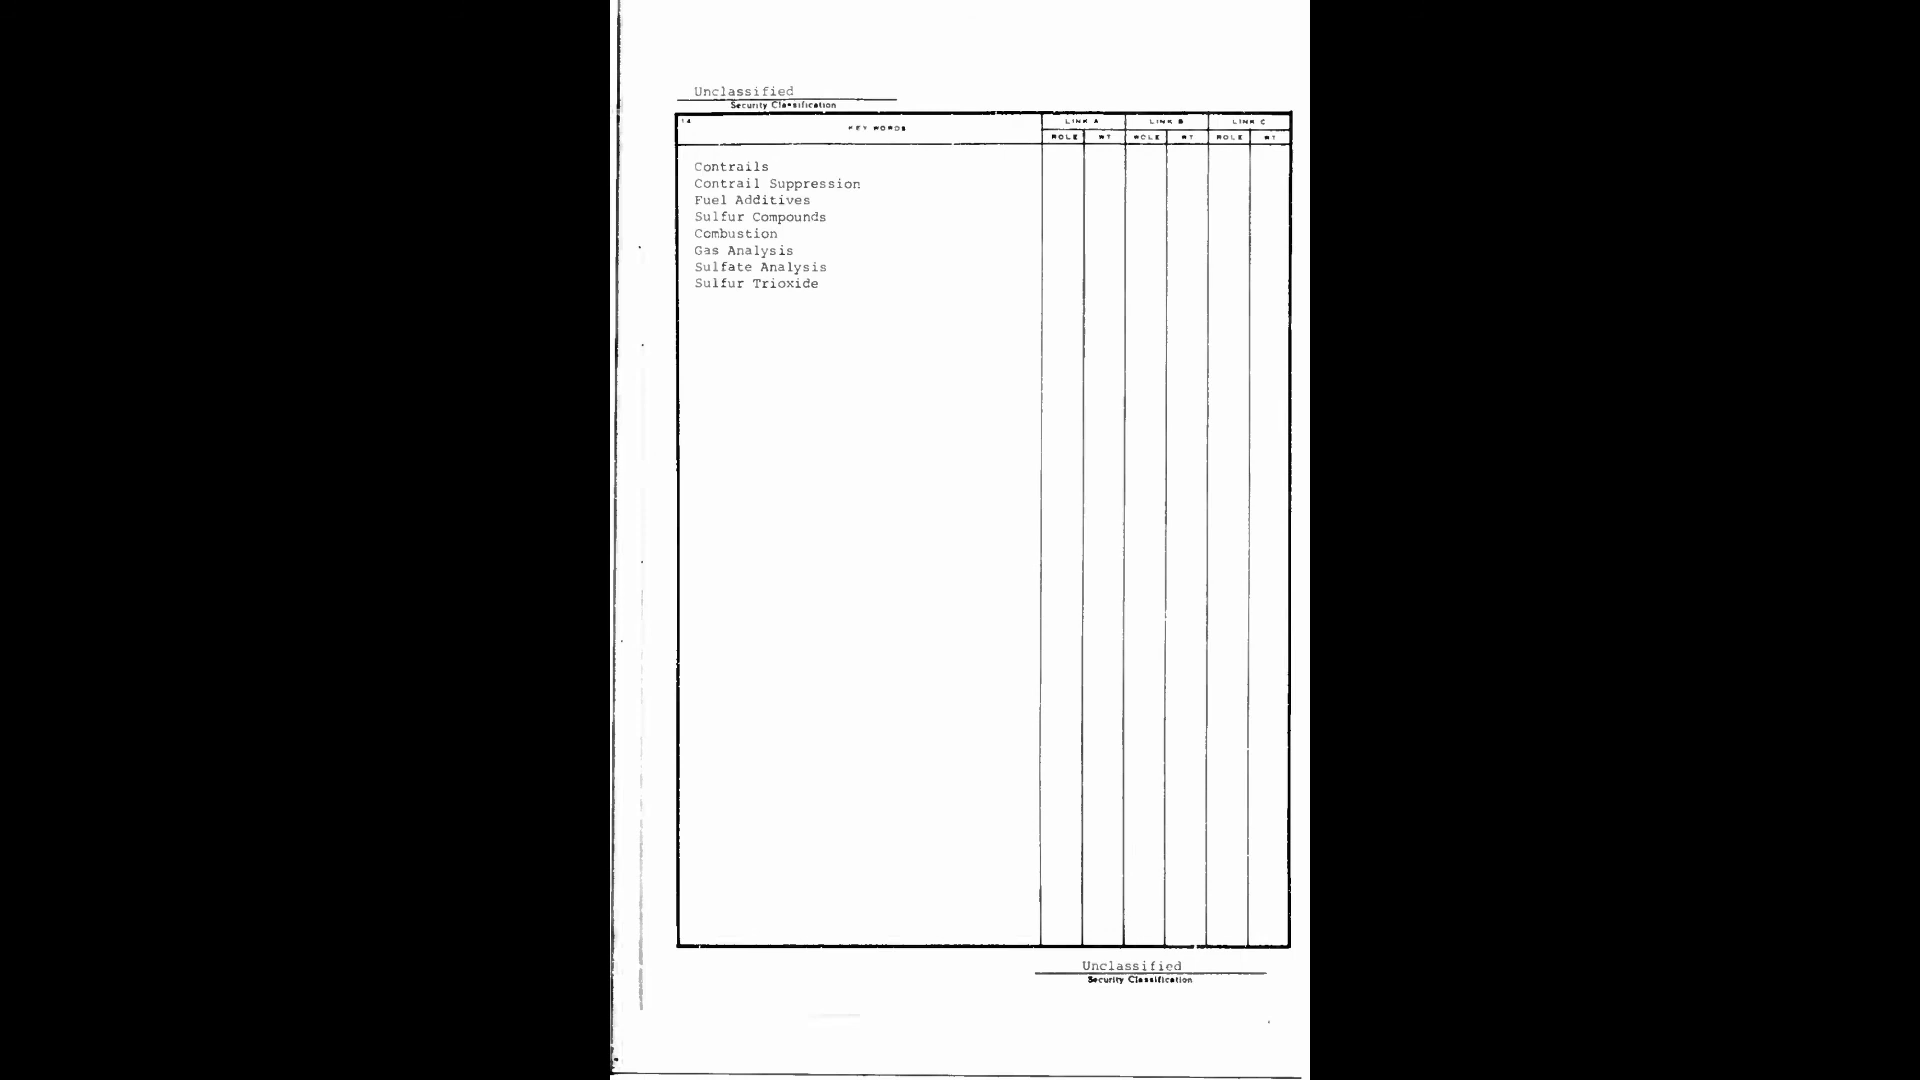 Unclassified
Security Classification
14
KEY WORDS
LINK A
LINK B
LINK C
ROLE
WT
ROLE
WT
ROLE
WT
Contrails
Contrail Suppression
Fuel Additives
Sulfur Compounds
Combustion
Gas Analysis
Sulfate Analysis
Sulfur Trioxide
Unclassified
Security Classification